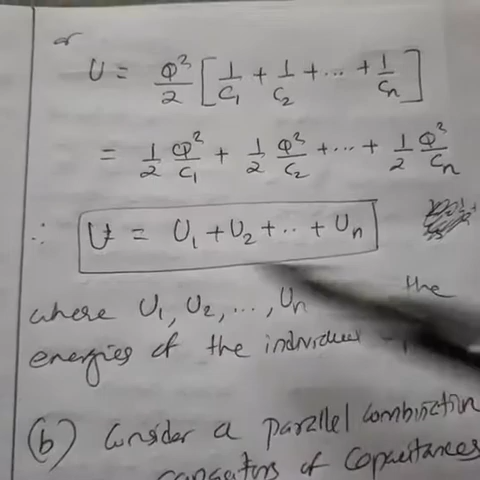 or
U = Q²/2 [1/C₁ + 1/C₂ + ... + 1/Cₙ]
= 1/2 Q²/C₁ + 1/2 Q²/C₂ + ... + 1/2 Q²/Cₙ
∴ U = U₁ + U₂ + .. + Uₙ
where U₁, U₂, ..., Uₙ the
energies of the individual
(b) Consider a parallel combination
capacitors of capacitances